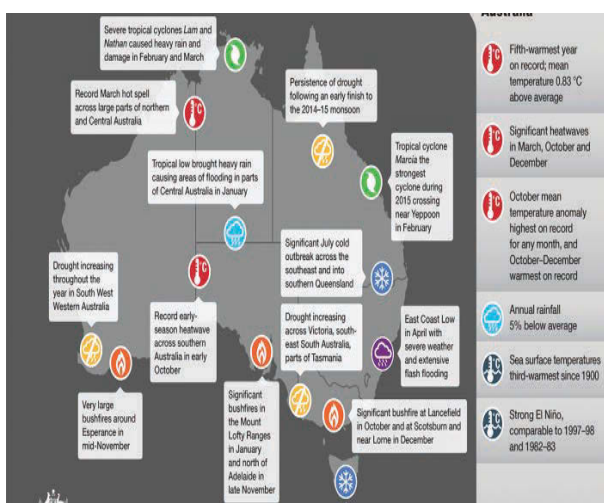 Australia
Severe tropical cyclones Lam and
Nathan caused heavy rain and
damage in February and March
Record March hot spell
across large parts of northern
and Central Australia
Persistence of drought
following an early finish to
the 2014–15 monsoon
Tropical low brought heavy rain
causing areas of flooding in parts
of Central Australia in January
Tropical cyclone
Marcia the
strongest
cyclone during
2015 crossing
near Yeppoon
in February
Significant July cold
outbreak across the
southeast and into
southern Queensland
Drought increasing
throughout the
year in South West
Western Australia
Record early-
season heatwave
across southern
Australia in early
October
Drought increasing
across Victoria, south-
east South Australia,
parts of Tasmania
East Coast Low
in April with
severe weather
and extensive
flash flooding
Very large
bushfires around
Esperance in
mid-November
Significant
bushfires in
the Mount
Lofty Ranges
in January
and north of
Adelaide in
late November
Significant bushfire at Lancefield
in October and at Scotsburn and
near Lorne in December
°C
Fifth-warmest year
on record; mean
temperature 0.83 °C
above average
°C
Significant heatwaves
in March, October and
December
°C
October mean
temperature anomaly
highest on record
for any month, and
October–December
warmest on record
Annual rainfall
5% below average
°C
Sea surface temperatures
third-warmest since 1900
°C
Strong El Niño,
comparable to 1997–98
and 1982–83
°C
°C